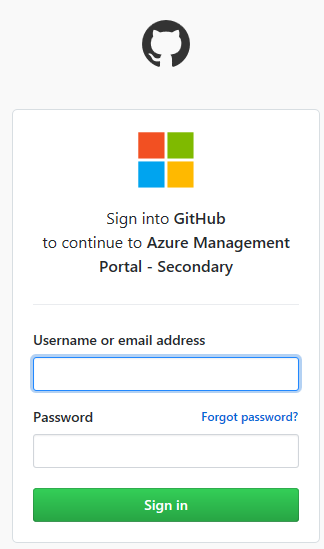 Sign into GitHub
to continue to Azure Management
Portal - Secondary
Username or email address
Password
Forgot password?
Sign in